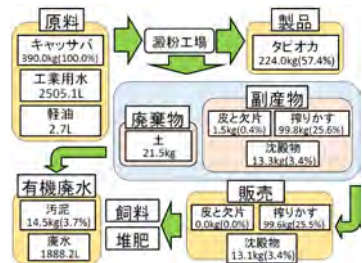 原料
キャッサバ
390.0kg(100.0%)
工業用水
2505.1L
軽油
2.7L
澱粉工場
製品
タピオカ
224.0kg(57.4%)
副産物
皮と欠片
1.5kg(0.4%)
搾りかす
99.8kg(25.6%)
沈殿物
13.3kg(3.4%)
廃棄物
土
21.5kg
有機廃水
汚泥
14.5kg(3.7%)
廃水
1888.2L
飼料
堆肥
販売
皮と欠片
0.0kg(0.0%)
搾りかす
99.6kg(25.5%)
沈殿物
13.1kg(3.4%)